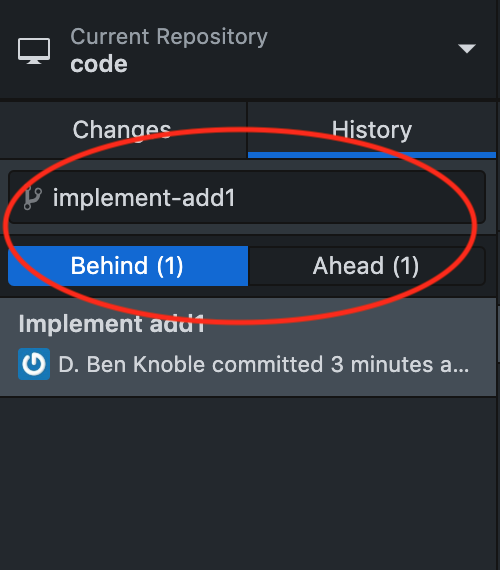 Current Repository
code
Changes History
implement-add1
Behind (1) Ahead (1)
Implement add1
D. Ben Knoble committed 3 minutes a...